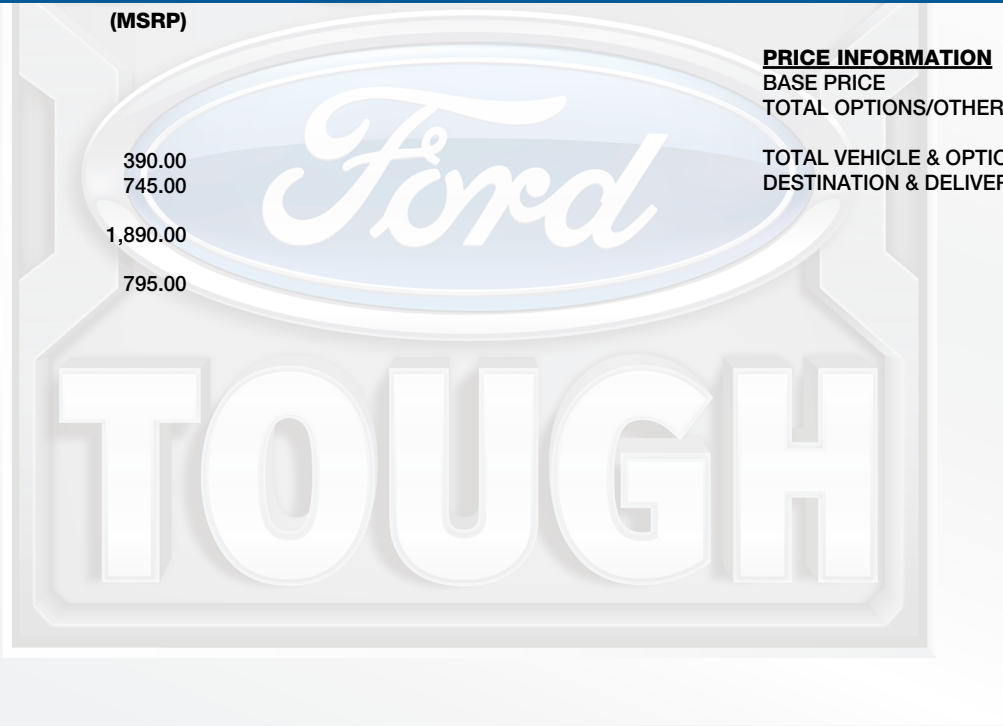 (MSRP)
390.00
745.00
1,890.00
795.00
PRICE INFORMATION
BASE PRICE
TOTAL OPTIONS/OTHER
TOTAL VEHICLE & OPTIO
DESTINATION & DELIVER
Ford
TOUGH